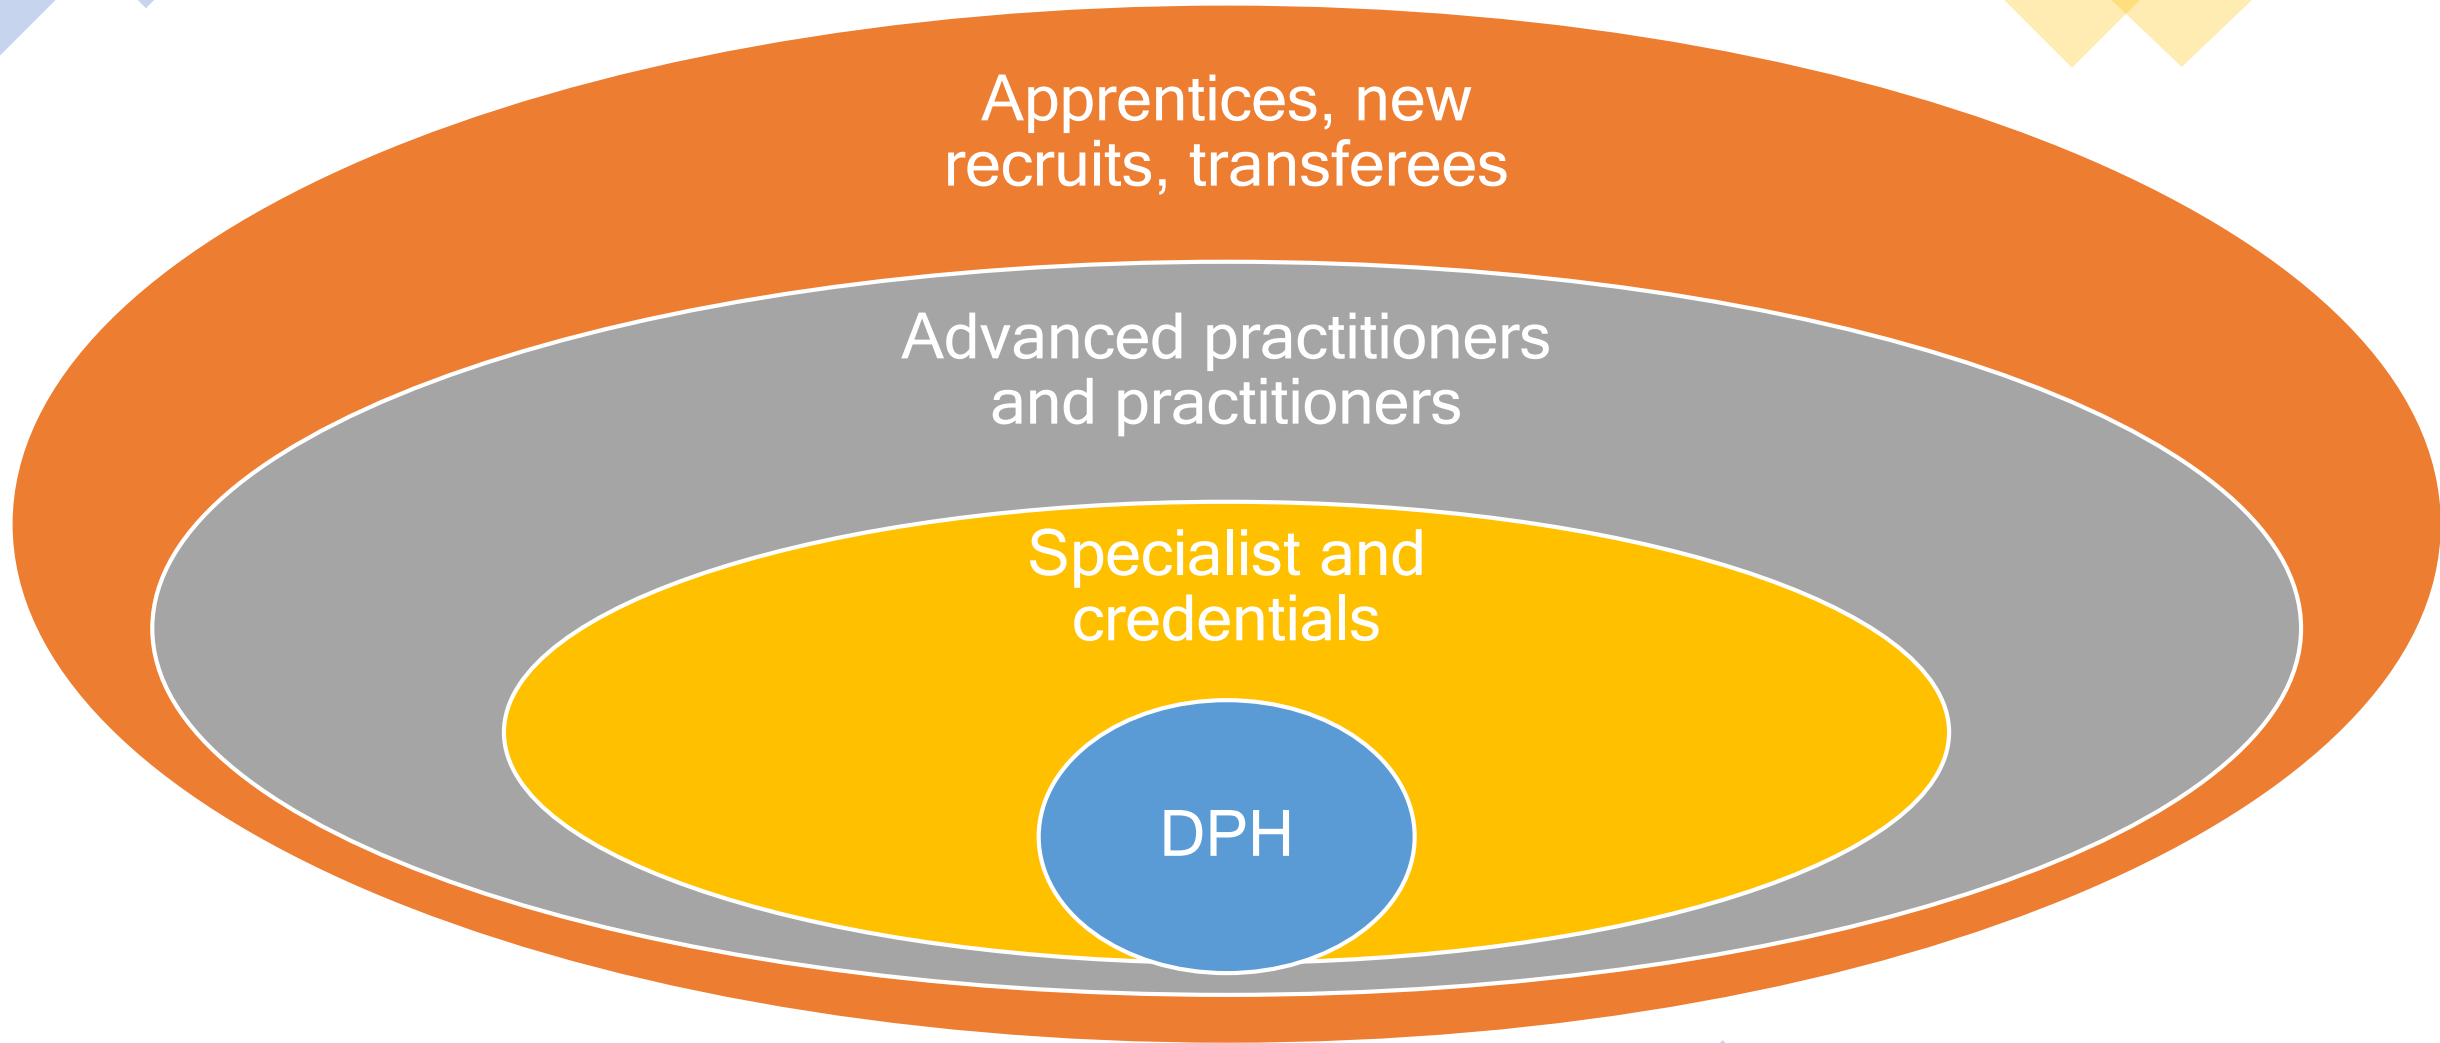 Apprentices, new
recruits, transferees
Advanced practitioners
and practitioners
Specialist and
credentials
DPH